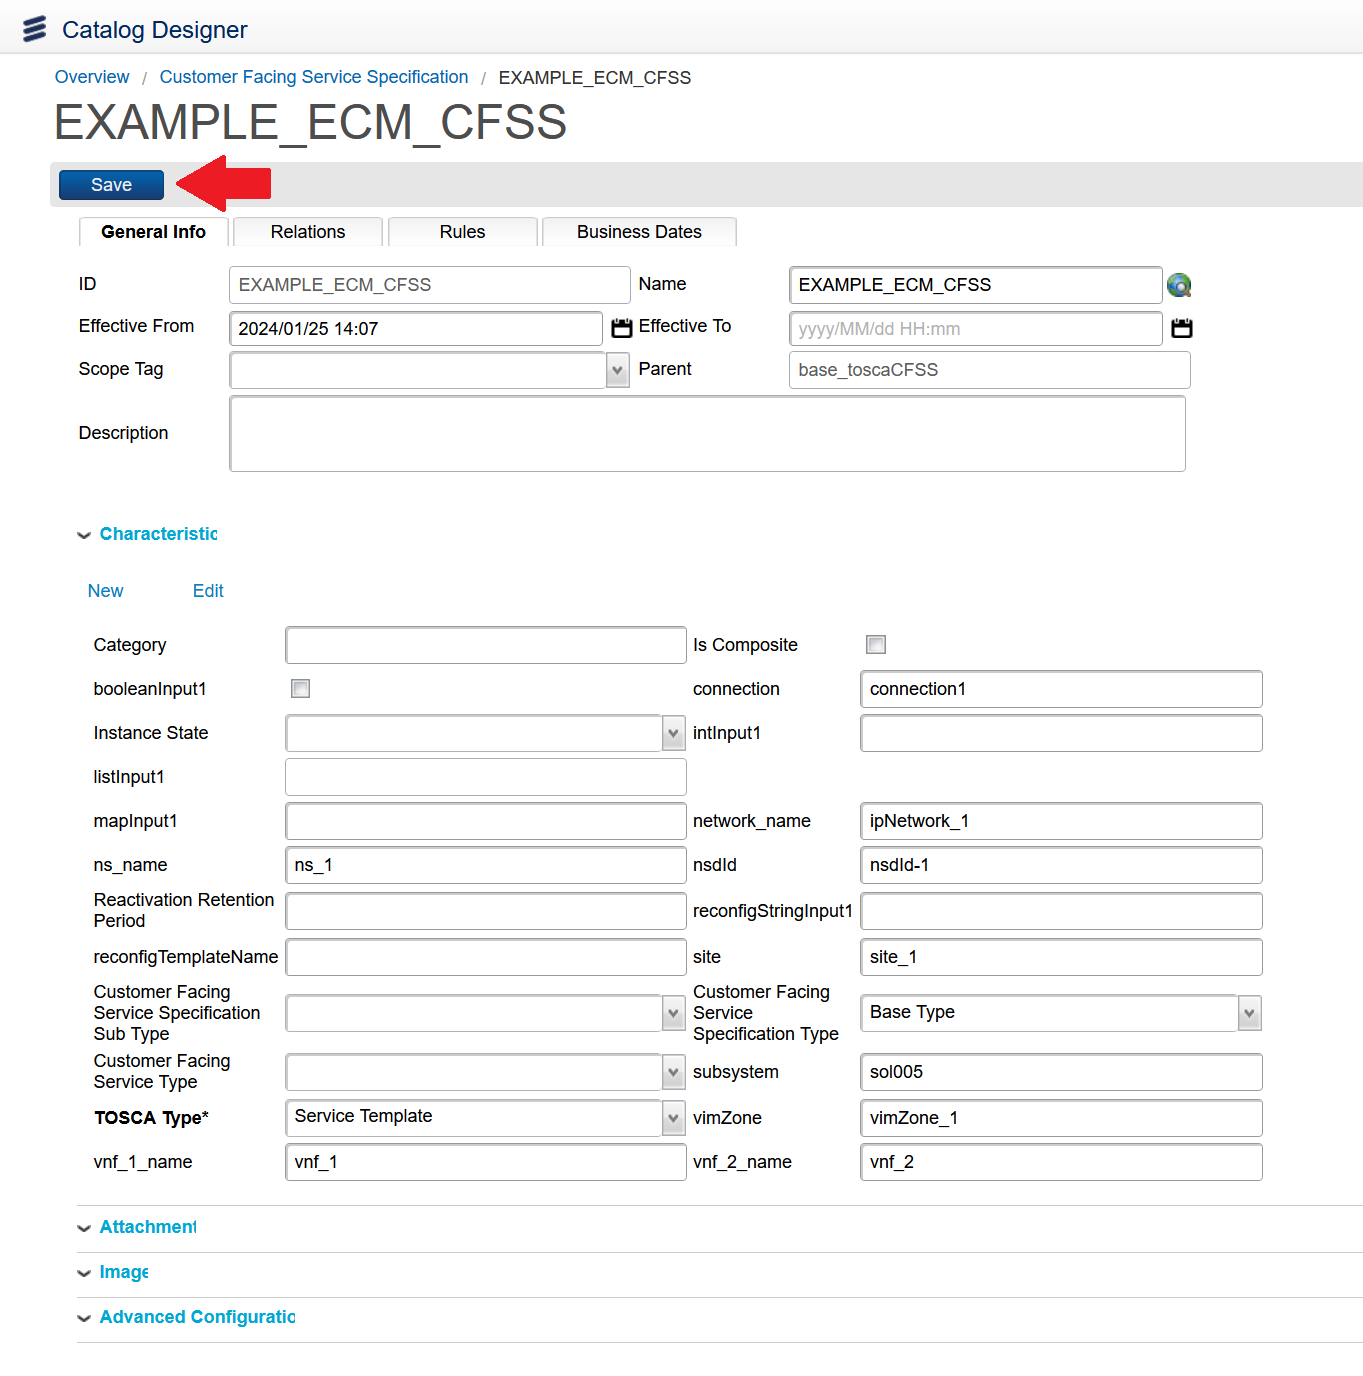 Catalog Designer
Overview / Customer Facing Service Specification / EXAMPLE_ECM_CFSS
EXAMPLE_ECM_CFSS
Save
General Info Relations Rules Business Dates
ID EXAMPLE_ECM_CFSS Name EXAMPLE_ECM_CFSS
Effective From 2024/01/25 14:07 Effective To yyyy/MM/dd HH:mm
Scope Tag Parent base_toscaCFSS
Description
Characteristic
New Edit
Category Is Composite
booleanInput1 connection connection1
Instance State intInput1
listInput1
mapInput1 network_name ipNetwork_1
ns_name ns_1 nsdId nsdId-1
Reactivation Retention
Period
reconfigStringInput1
reconfigTemplateName site site_1
Customer Facing
Service Specification
Sub Type
Customer Facing
Service
Specification Type
Base Type
Customer Facing
Service Type
subsystem sol005
TOSCA Type* Service Template vimZone vimZone_1
vnf_1_name vnf_1 vnf_2_name vnf_2
Attachment
Image
Advanced Configuratio